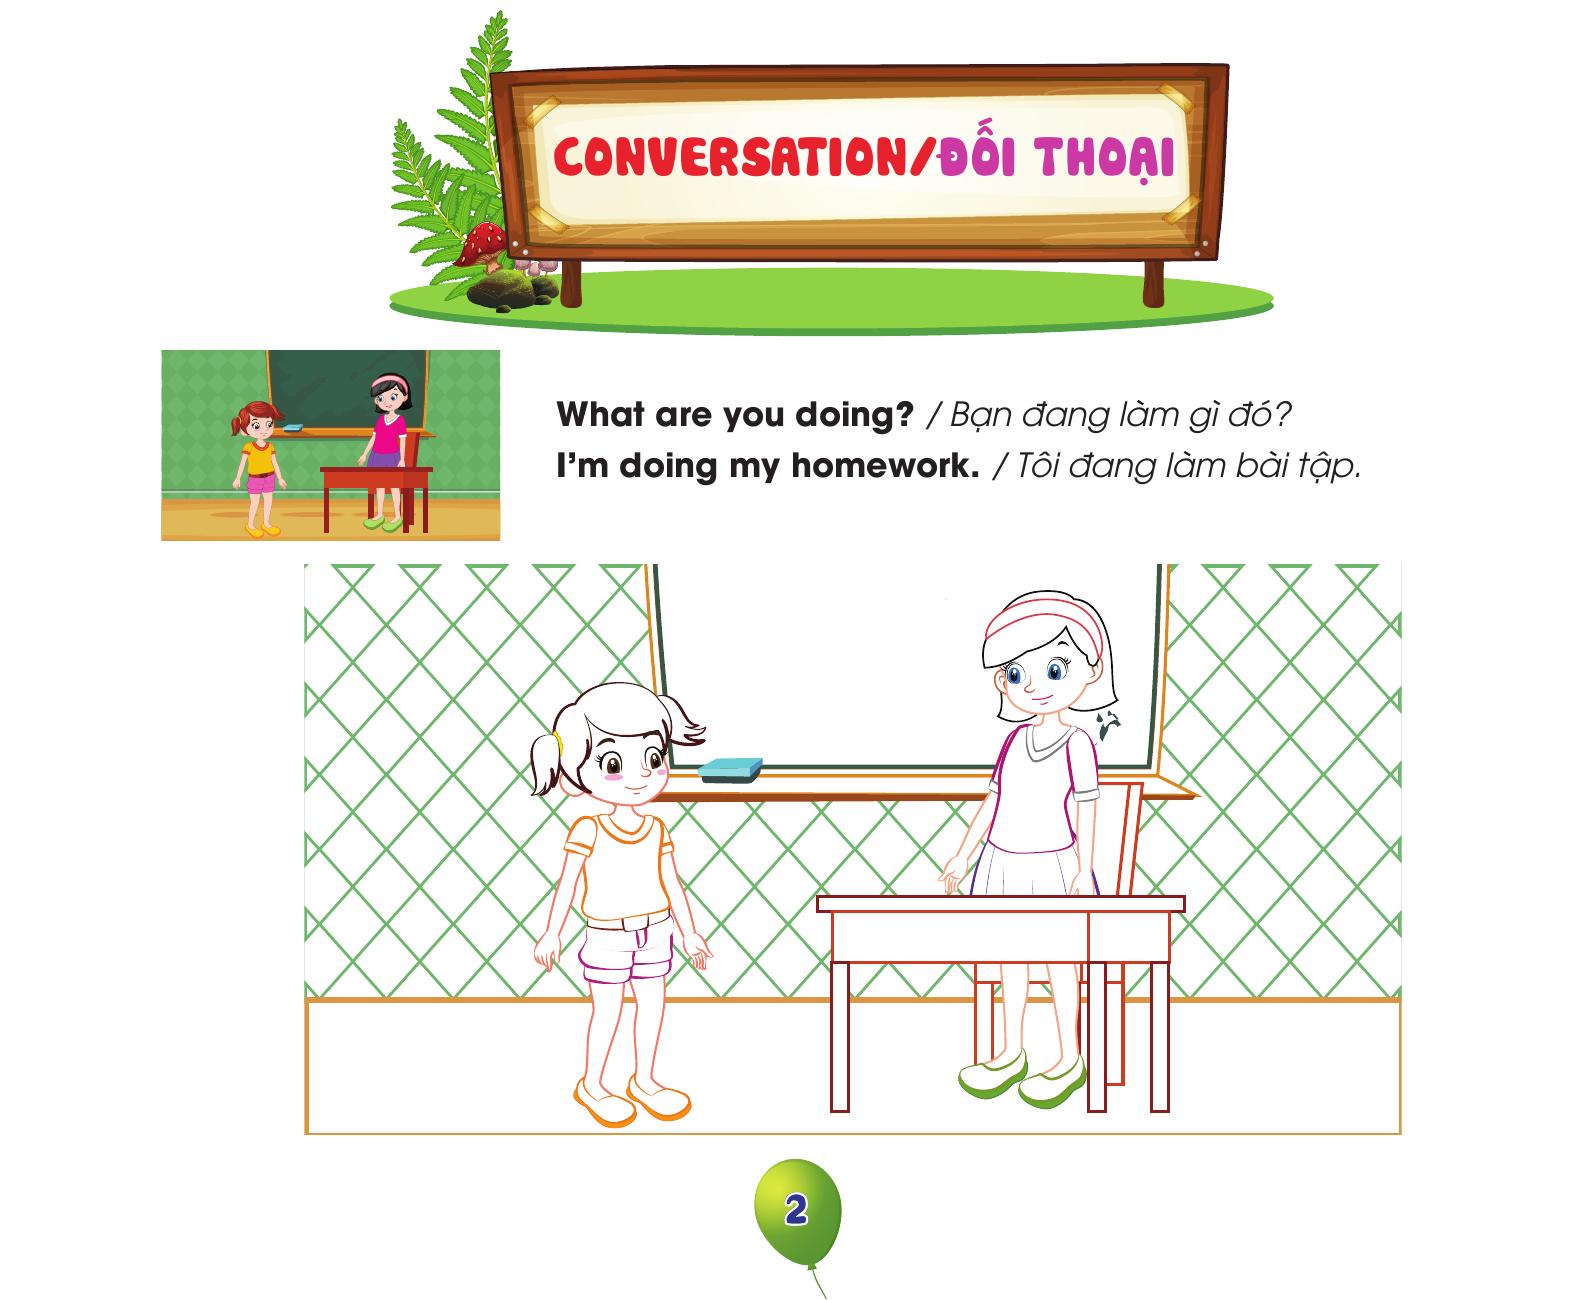 CONVERSATION/ĐỐI THOẠI
What are you doing? / Bạn đang làm gì đó?
I'm doing my homework. / Tôi đang làm bài tập.
2